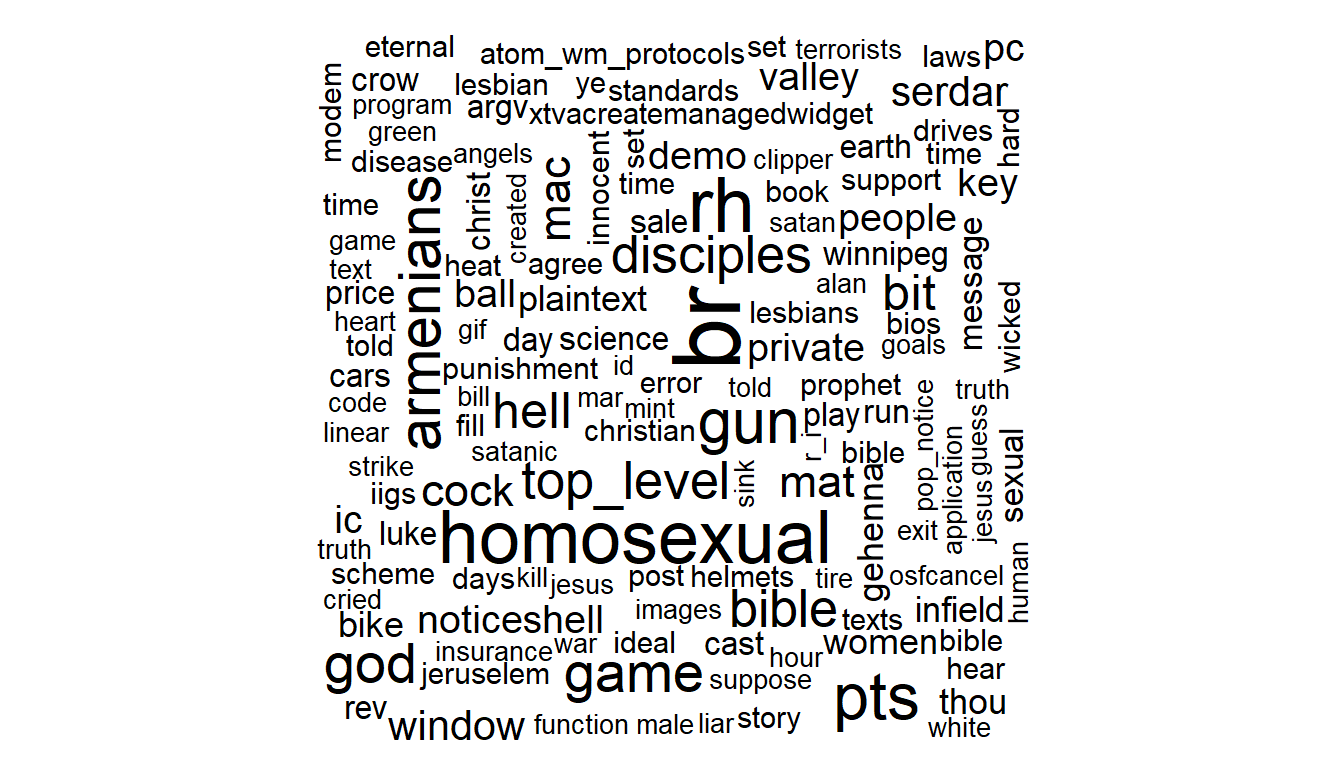 eternal
atom_wm_protocols
set
terrorists
laws
pc
modem
crow
lesbian
ye
standards
valley
serdar
program
argv
xtvacreatemanagedwidget
green
drives
hard
disease
angels
mac
innocent
set
demo
clipper
earth
time
time
armenians
christ
created
time
rh
book
support
key
sale
satan
people
game
disciples
winnipeg
message
text
heat
agree
alan
bit
price
ball
plaintext
br
lesbians
bios
wicked
heart
gif
day
science
private
goals
told
punishment
id
cars
error
told
prophet
truth
code
bill
hell
mar
mint
gun
play
run
pop_notice
guess
linear
fill
christian
r_i
bible
application
sexual
satanic
strike
iigs
cock
top_level
sink
mat
gehenna
jesus
ic
luke
homosexual
exit
truth
scheme
days
kill
jesus
post
helmets
tire
osfcancel
human
cried
bike
noticeshell
images
bible
texts
infield
insurance
war
ideal
cast
women
bible
god
jeruselem
game
hour
suppose
hear
pts
thou
rev
window
function
male
liar
story
white